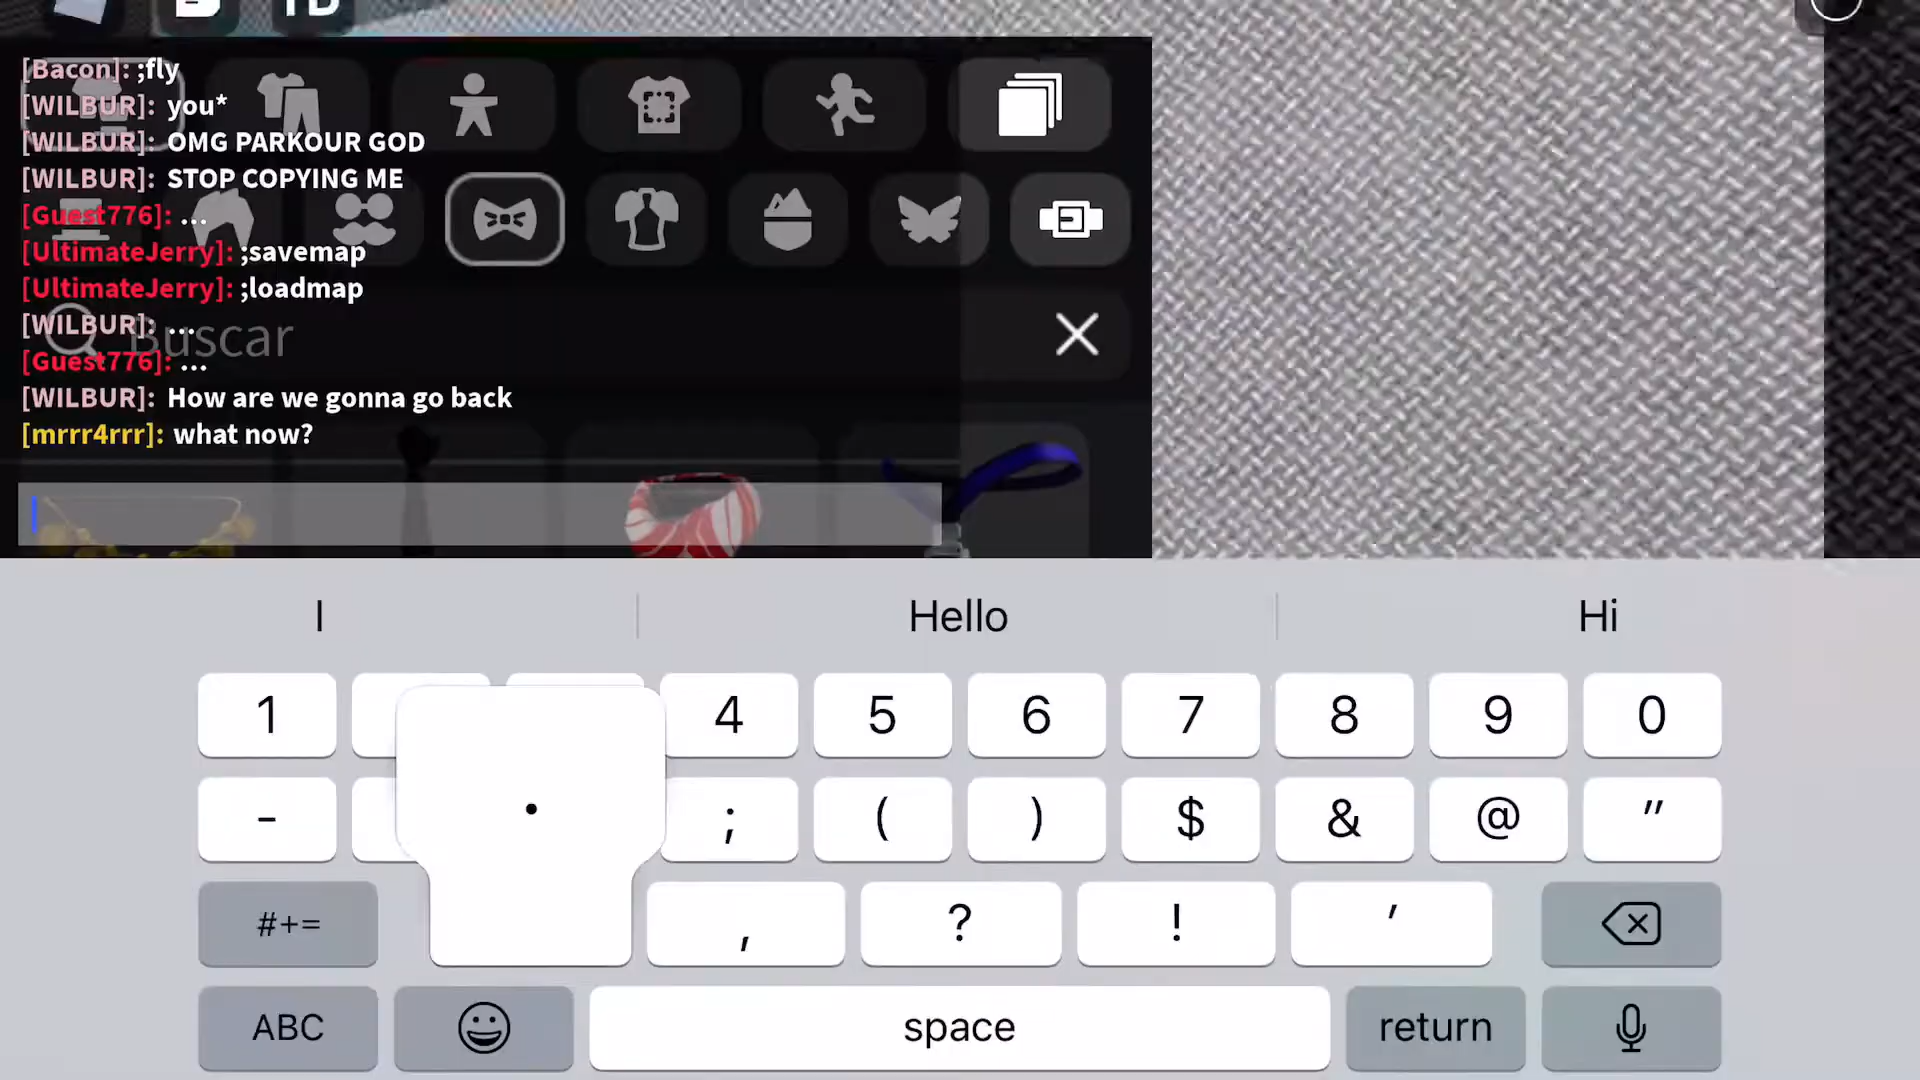 [Bacon]: ;fly
[WILBUR]: you*
[WILBUR]: OMG PARKOUR GOD
[WILBUR]: STOP COPYING ME
[Guest776]: ...
[UltimateJerry]: ;savemap
[UltimateJerry]: ;loadmap
[WILBUR]: ...
Buscar
[Guest776]: ...
[WILBUR]: How are we gonna go back
[mrrr4rrr]: what now?
I Hello Hi
1 4 5 6 7 8 9 0
- ; ( ) $ & @ "
#+= . , ? ! '
ABC space return